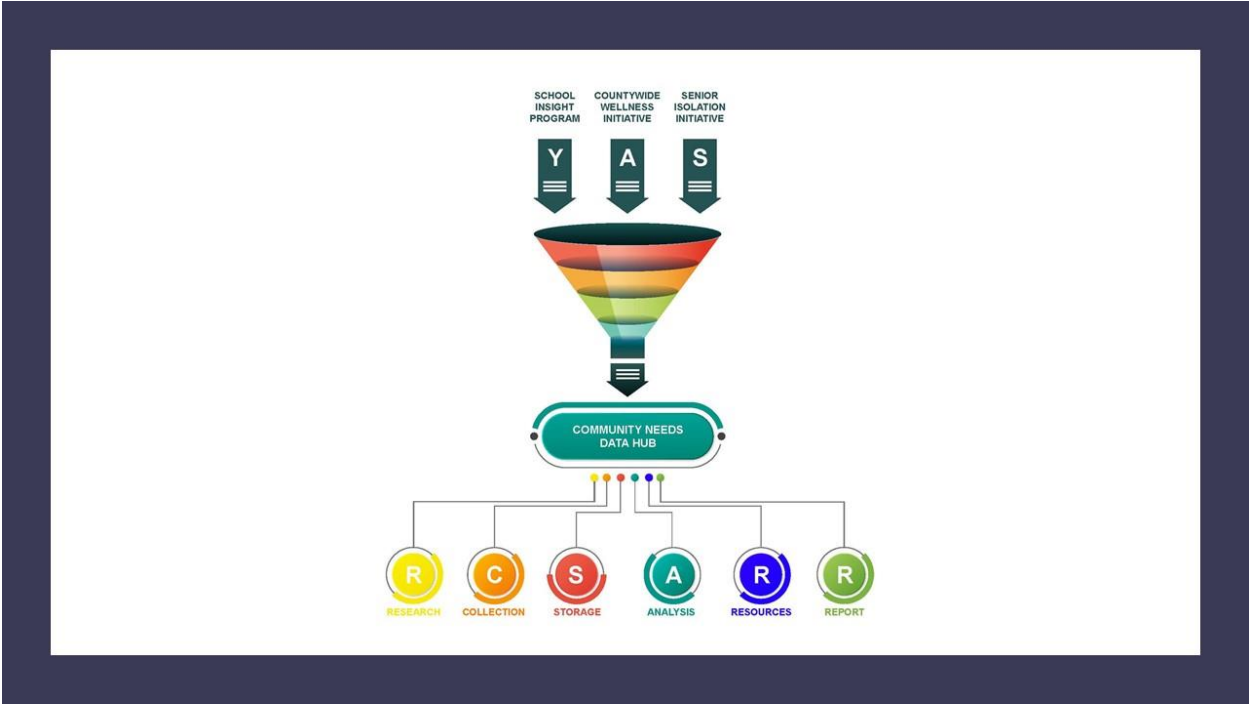 SCHOOL
INSIGHT
PROGRAM
COUNTYWIDE
WELLNESS
INITIATIVE
SENIOR
ISOLATION
INITIATIVE
Y
A
S
COMMUNITY NEEDS
DATA HUB
R
RESEARCH
C
COLLECTION
S
STORAGE
A
ANALYSIS
R
RESOURCES
R
REPORT